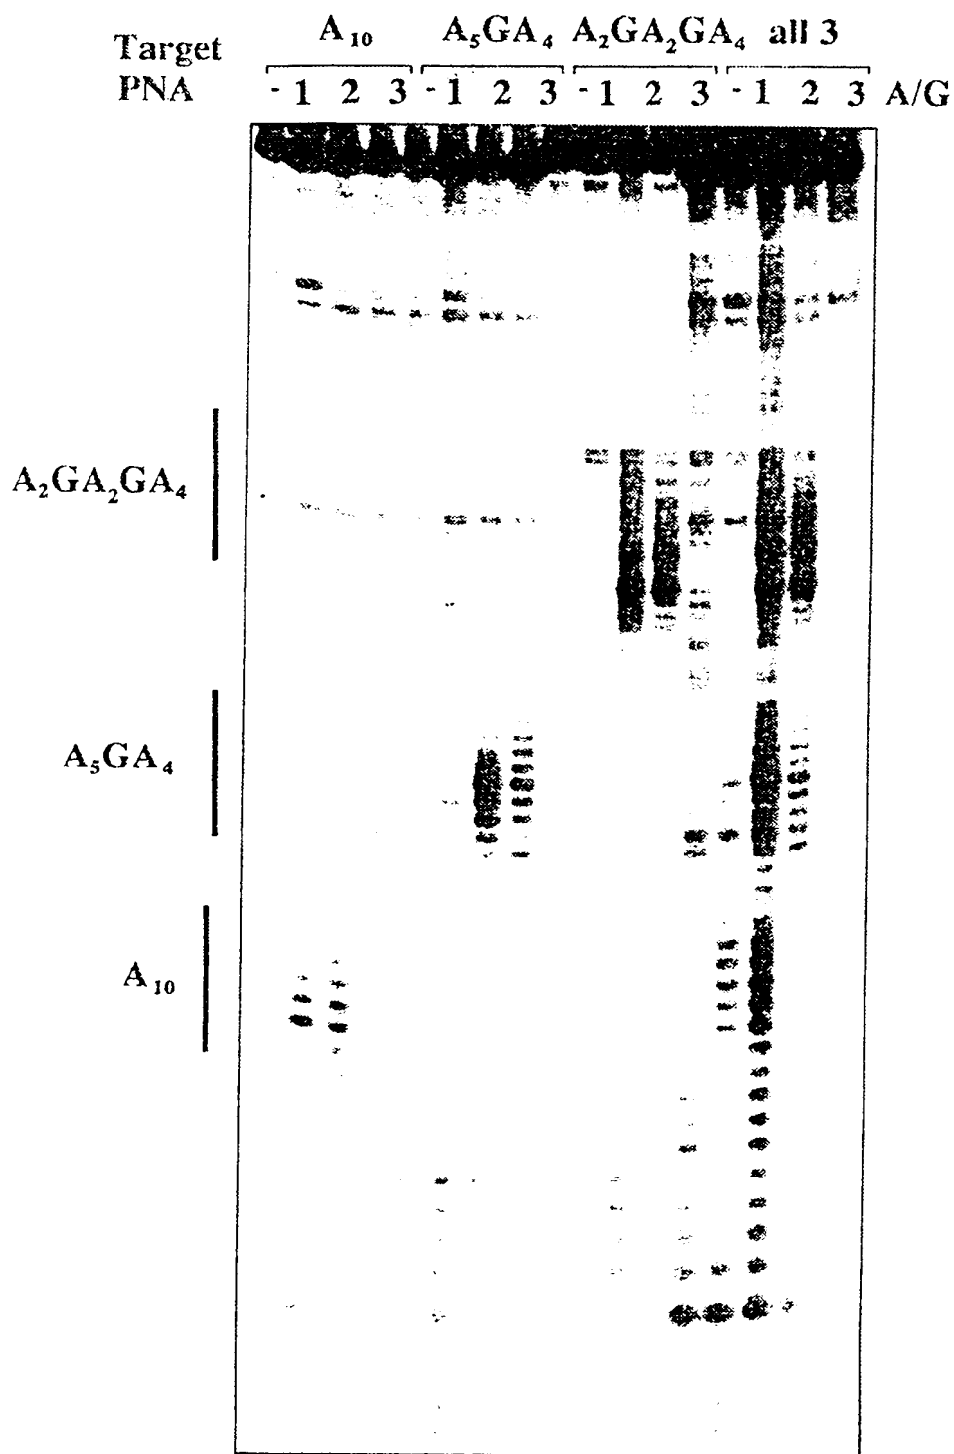 Target A₁₀ A₅GA₄ A₂GA₂GA₄ all 3
PNA - 1 2 3 - 1 2 3 - 1 2 3 - 1 2 3 A/G
A₂GA₂GA₄
A₅GA₄
A₁₀